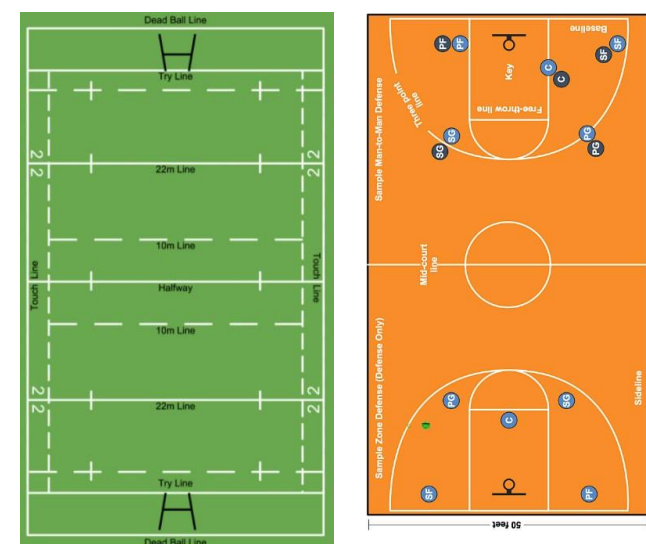 Dead Ball Line
Try Line
22
22m Line
22
10m Line
Touch Line
Halfway
Touch Line
10m Line
22
22m Line
22
Try Line
Dead Ball Line
Baseline
PF
PF
SF
SF
C
C
Key
Three point
line
Free-throw line
SG
SG
PG
PG
Sample Man-to-Man Defense
Mid-court
line
Sample Zone Defense (Defense Only)
Sideline
PG
SG
C
SF
PF
50 feet